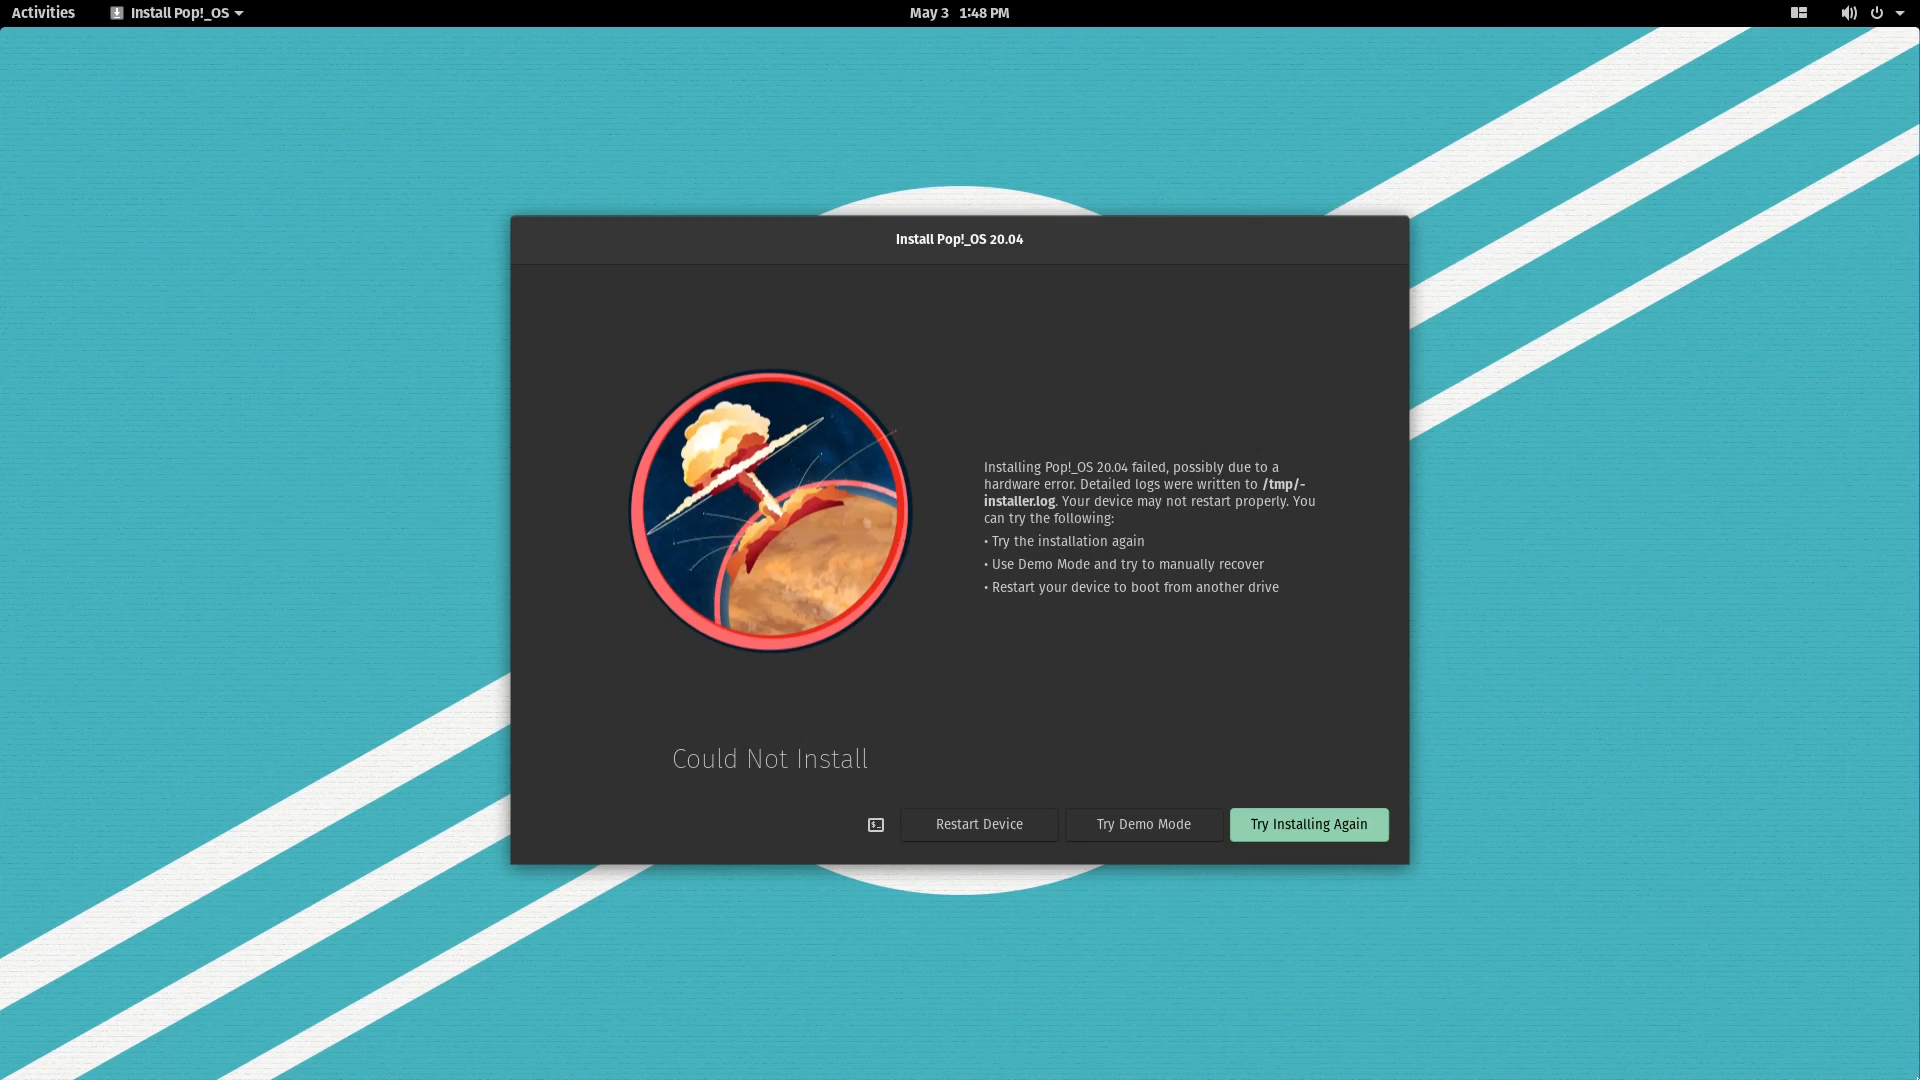 Activities
Install Pop!_OS
May 3 1:48 PM
Install Pop!_OS 20.04
Installing Pop!_OS 20.04 failed, possibly due to a
hardware error. Detailed logs were written to /tmp/-
installer.log. Your device may not restart properly. You
can try the following:
• Try the installation again
• Use Demo Mode and try to manually recover
• Restart your device to boot from another drive
Could Not Install
Restart Device
Try Demo Mode
Try Installing Again